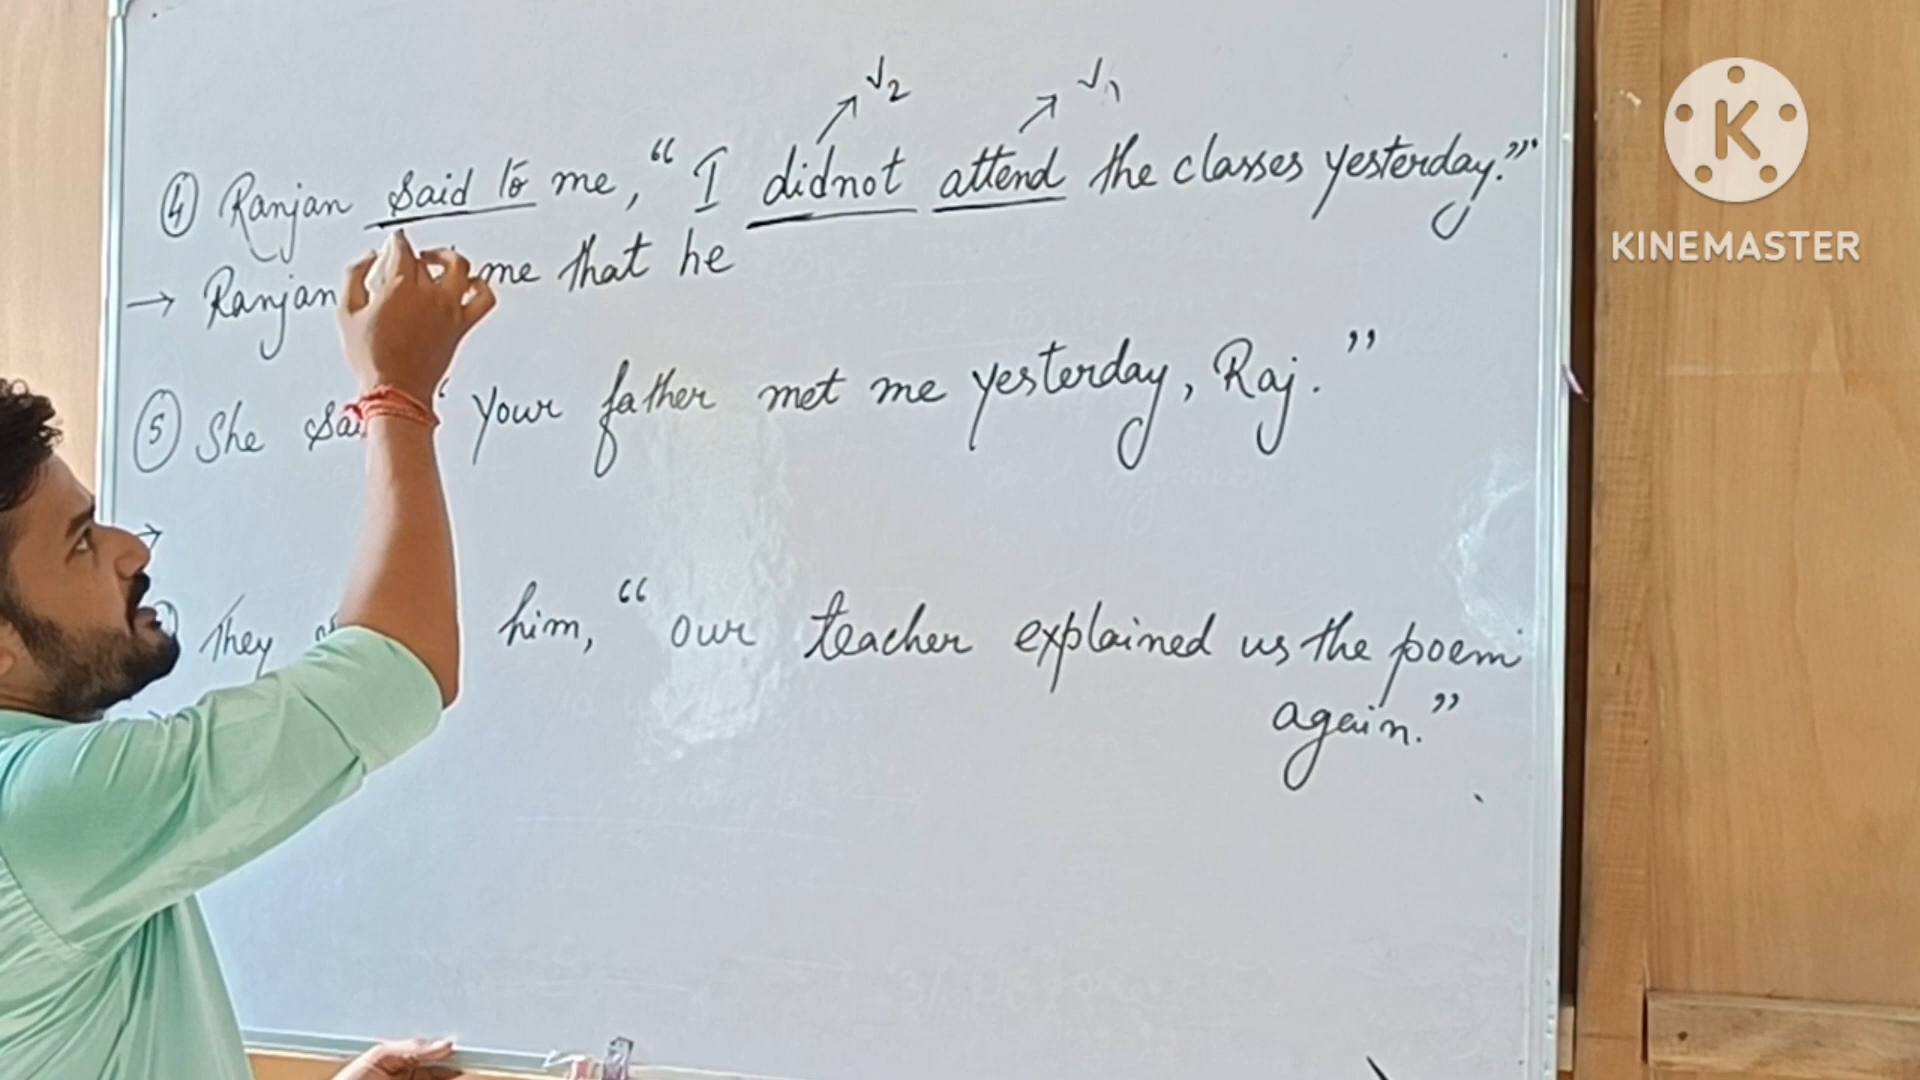 V2 V1
④ Ranjan said to me, “I didnot attend the classes yesterday.”
→ Ranjan me that he
⑤ She “Your father met me yesterday, Raj.”
→
They him, “our teacher explained us the poem
again.”
K
KINEMASTER